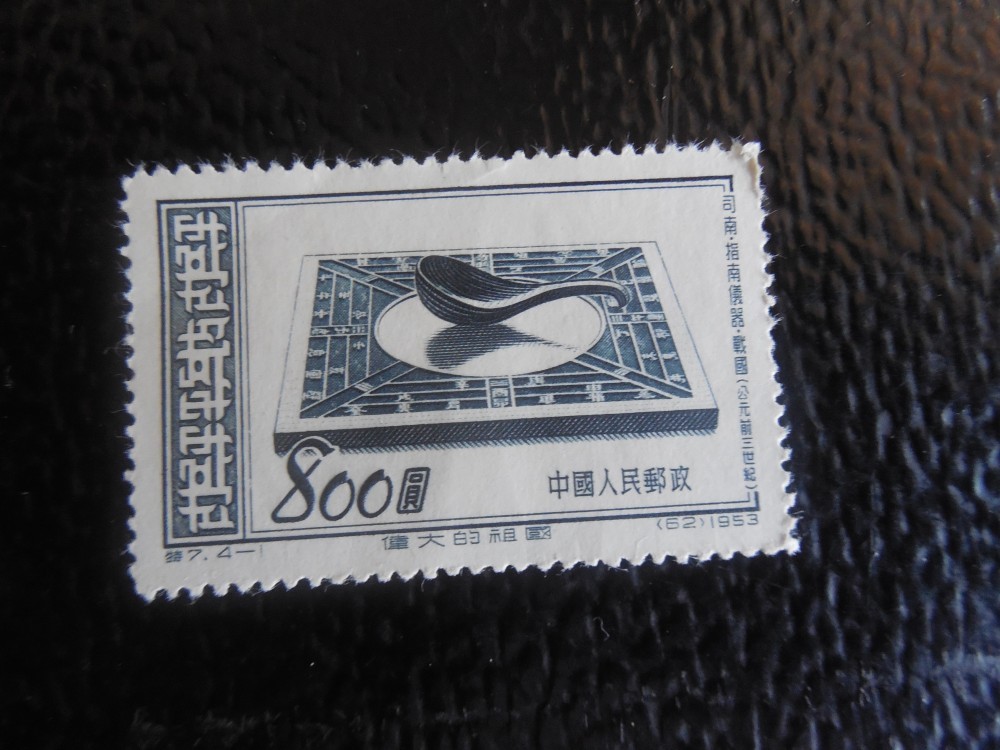 司南·指南儀器·戰國(公元前三世紀)
800圓
中國人民郵政
特7.4-1
偉大的祖國
(62)1953